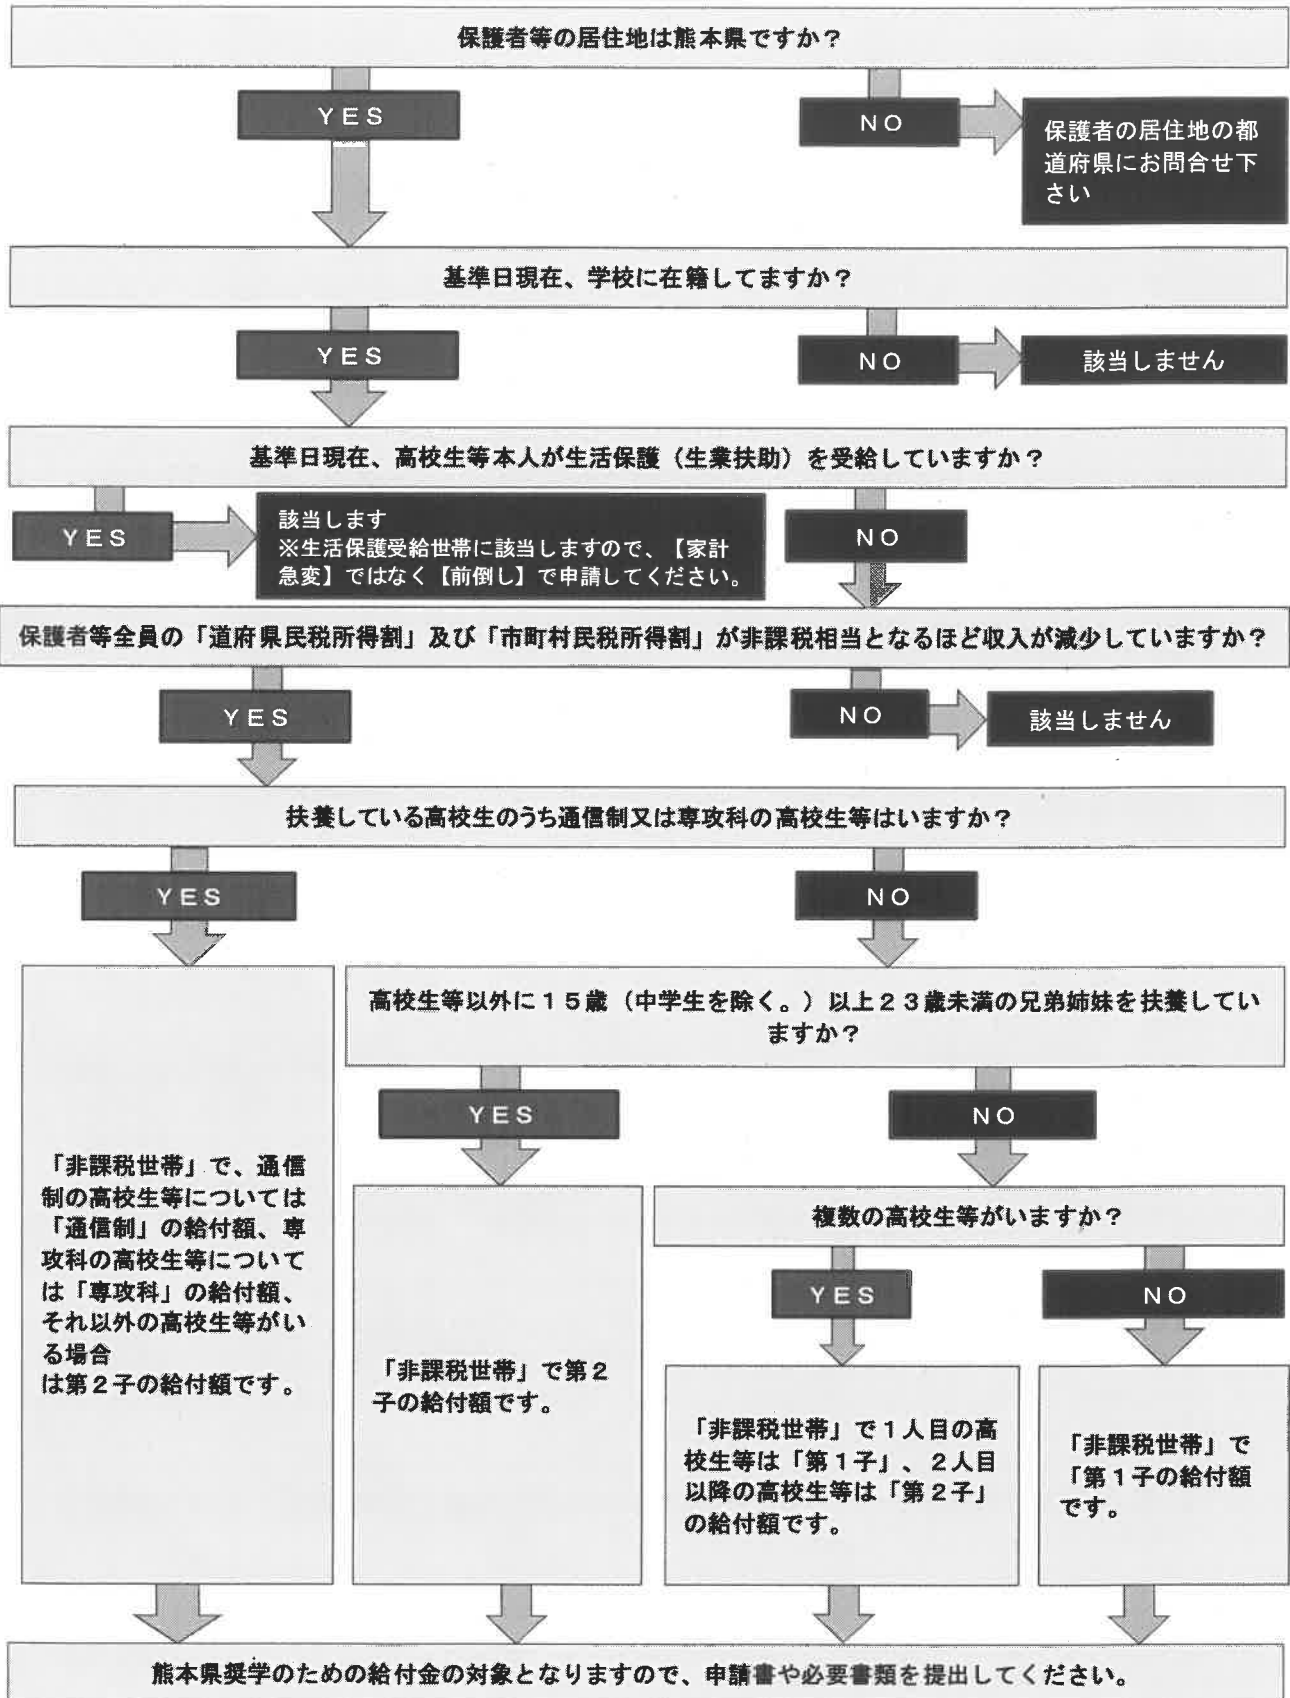 保護者等の居住地は熊本県ですか？
YES
NO
保護者の居住地の都
道府県にお問合せ下
さい
基準日現在、学校に在籍してますか？
YES
NO
該当しません
基準日現在、高校生等本人が生活保護（生業扶助）を受給していますか？
YES
該当します
※生活保護受給世帯に該当しますので、【家計
急変】ではなく【前倒し】で申請してください。
NO
保護者等全員の「道府県民税所得割」及び「市町村民税所得割」が非課税相当となるほど収入が減少していますか？
YES
NO
該当しません
扶養している高校生のうち通信制又は専攻科の高校生等はいますか？
YES
NO
高校生等以外に１５歳（中学生を除く。）以上２３歳未満の兄弟姉妹を扶養してい
ますか？
YES
NO
「非課税世帯」で、通信
制の高校生等については
「通信制」の給付額、専
攻科の高校生等について
は「専攻科」の給付額、
それ以外の高校生等がい
る場合
は第２子の給付額です。
「非課税世帯」で第２
子の給付額です。
複数の高校生等がいますか？
YES
NO
「非課税世帯」で１人目の高
校生等は「第１子」、２人目
以降の高校生等は「第２子」
の給付額です。
「非課税世帯」で
「第１子の給付額
です。
熊本県奨学のための給付金の対象となりますので、申請書や必要書類を提出してください。